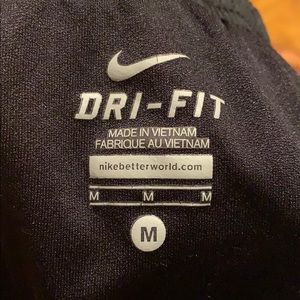 DRI-FIT
MADE IN VIETNAM
FABRIQUE AU VIETNAM
nikebetterworld.com
M M M
M